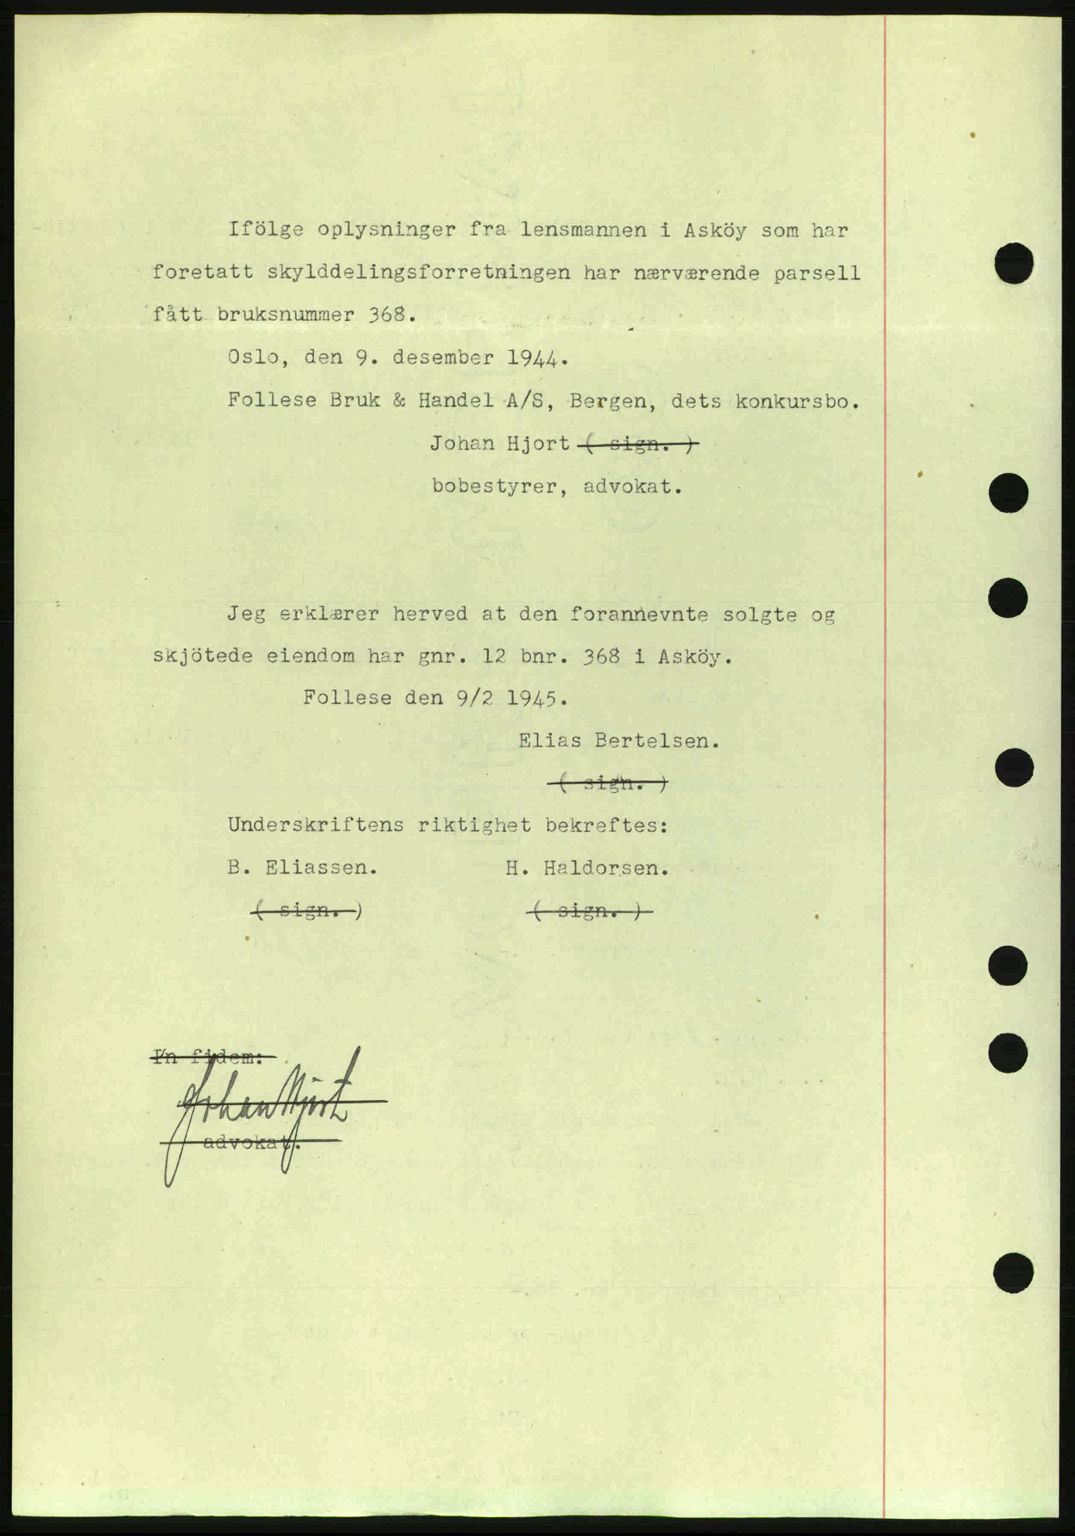 Ifölge oplysninger fra lensmannen i Asköy som har
foretatt skylddelingsforretningen har nærværende parsell
fått bruksnummer 368.
Oslo, den 9. desember 1944.
Follese Bruk & Handel A/S, Bergen, dets konkursbo.
Johan Hjort ( sign. )
bobestyrer, advokat.
Jeg erklærer herved at den forannevnte solgte og
skjötede eiendom har gnr. 12 bnr. 368 i Asköy.
Follese den 9/2 1945.
Elias Bertelsen.
( sign. )
Underskriftens riktighet bekreftes:
B. Eliassen. H. Haldorsen.
( sign. ) ( sign. )
In fidem:
Johan Hjort
advokat.